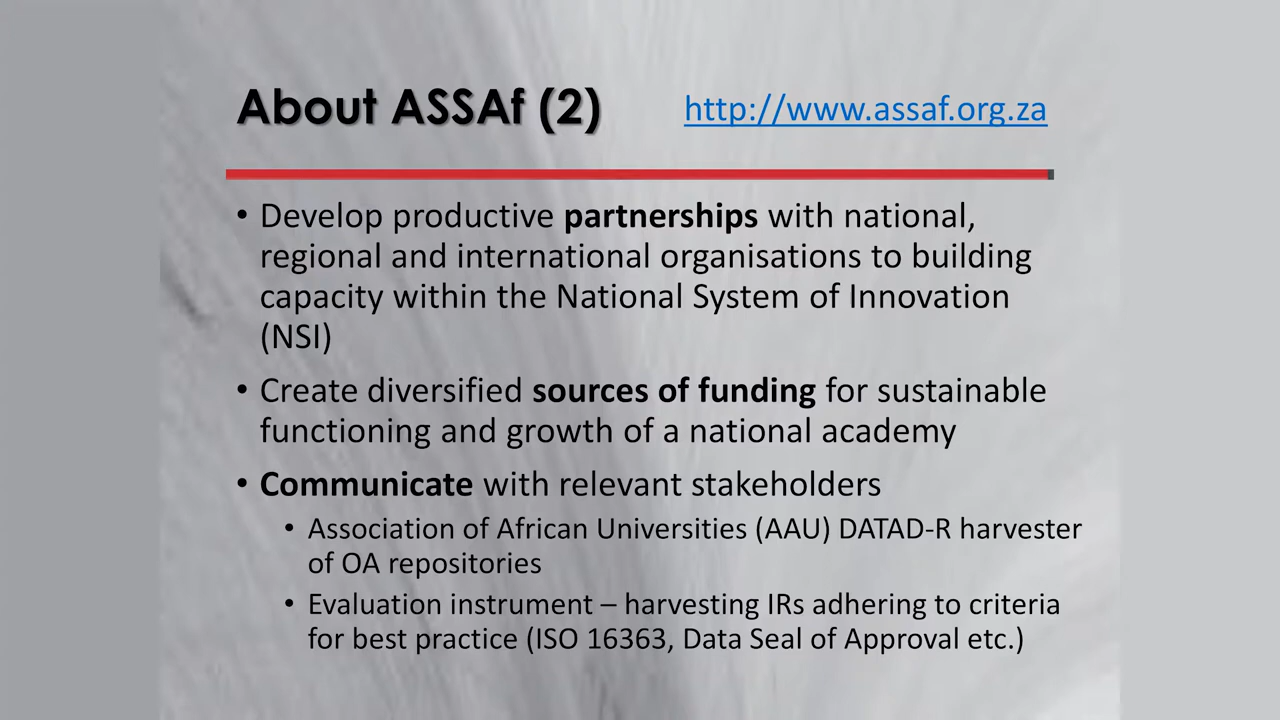 About ASSAf (2) http://www.assaf.org.za
• Develop productive partnerships with national,
regional and international organisations to building
capacity within the National System of Innovation
(NSI)
• Create diversified sources of funding for sustainable
functioning and growth of a national academy
• Communicate with relevant stakeholders
• Association of African Universities (AAU) DATAD-R harvester
of OA repositories
• Evaluation instrument – harvesting IRs adhering to criteria
for best practice (ISO 16363, Data Seal of Approval etc.)